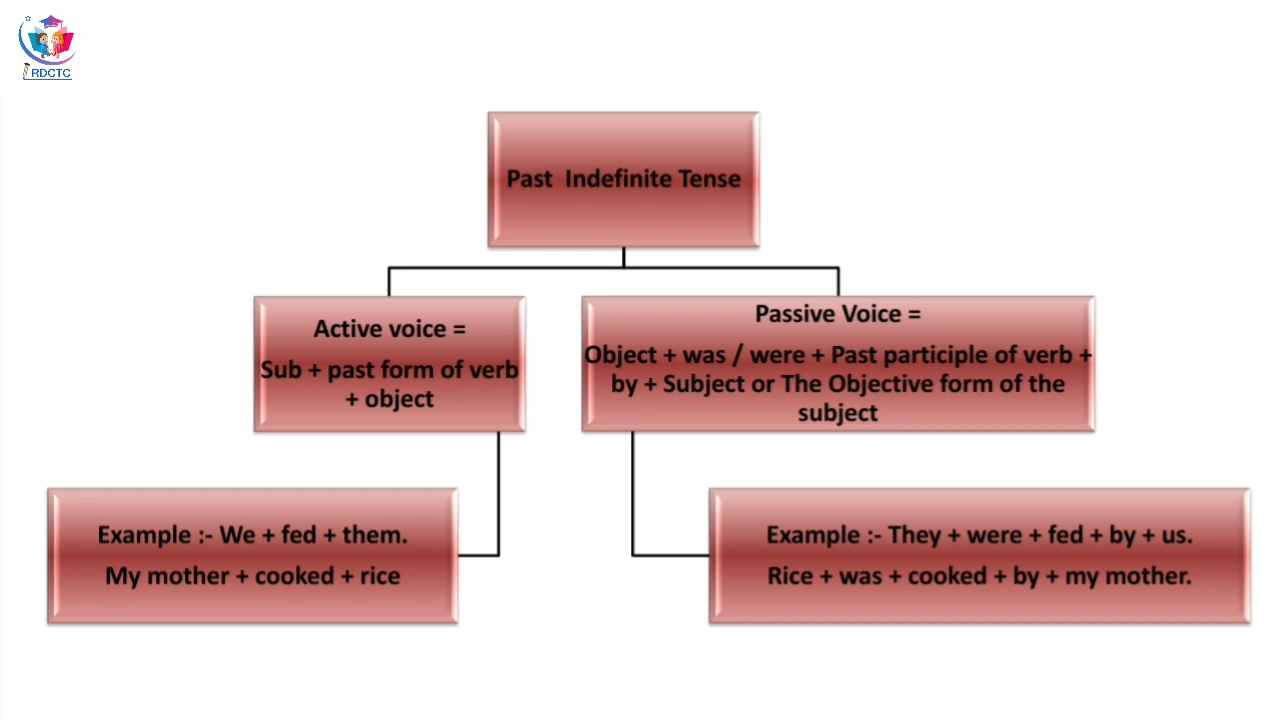 RDCTC
Past Indefinite Tense
Active voice =
Sub + past form of verb
+ object
Passive Voice =
Object + was / were + Past participle of verb +
by + Subject or The Objective form of the
subject
Example :- We + fed + them.
My mother + cooked + rice
Example :- They + were + fed + by + us.
Rice + was + cooked + by + my mother.